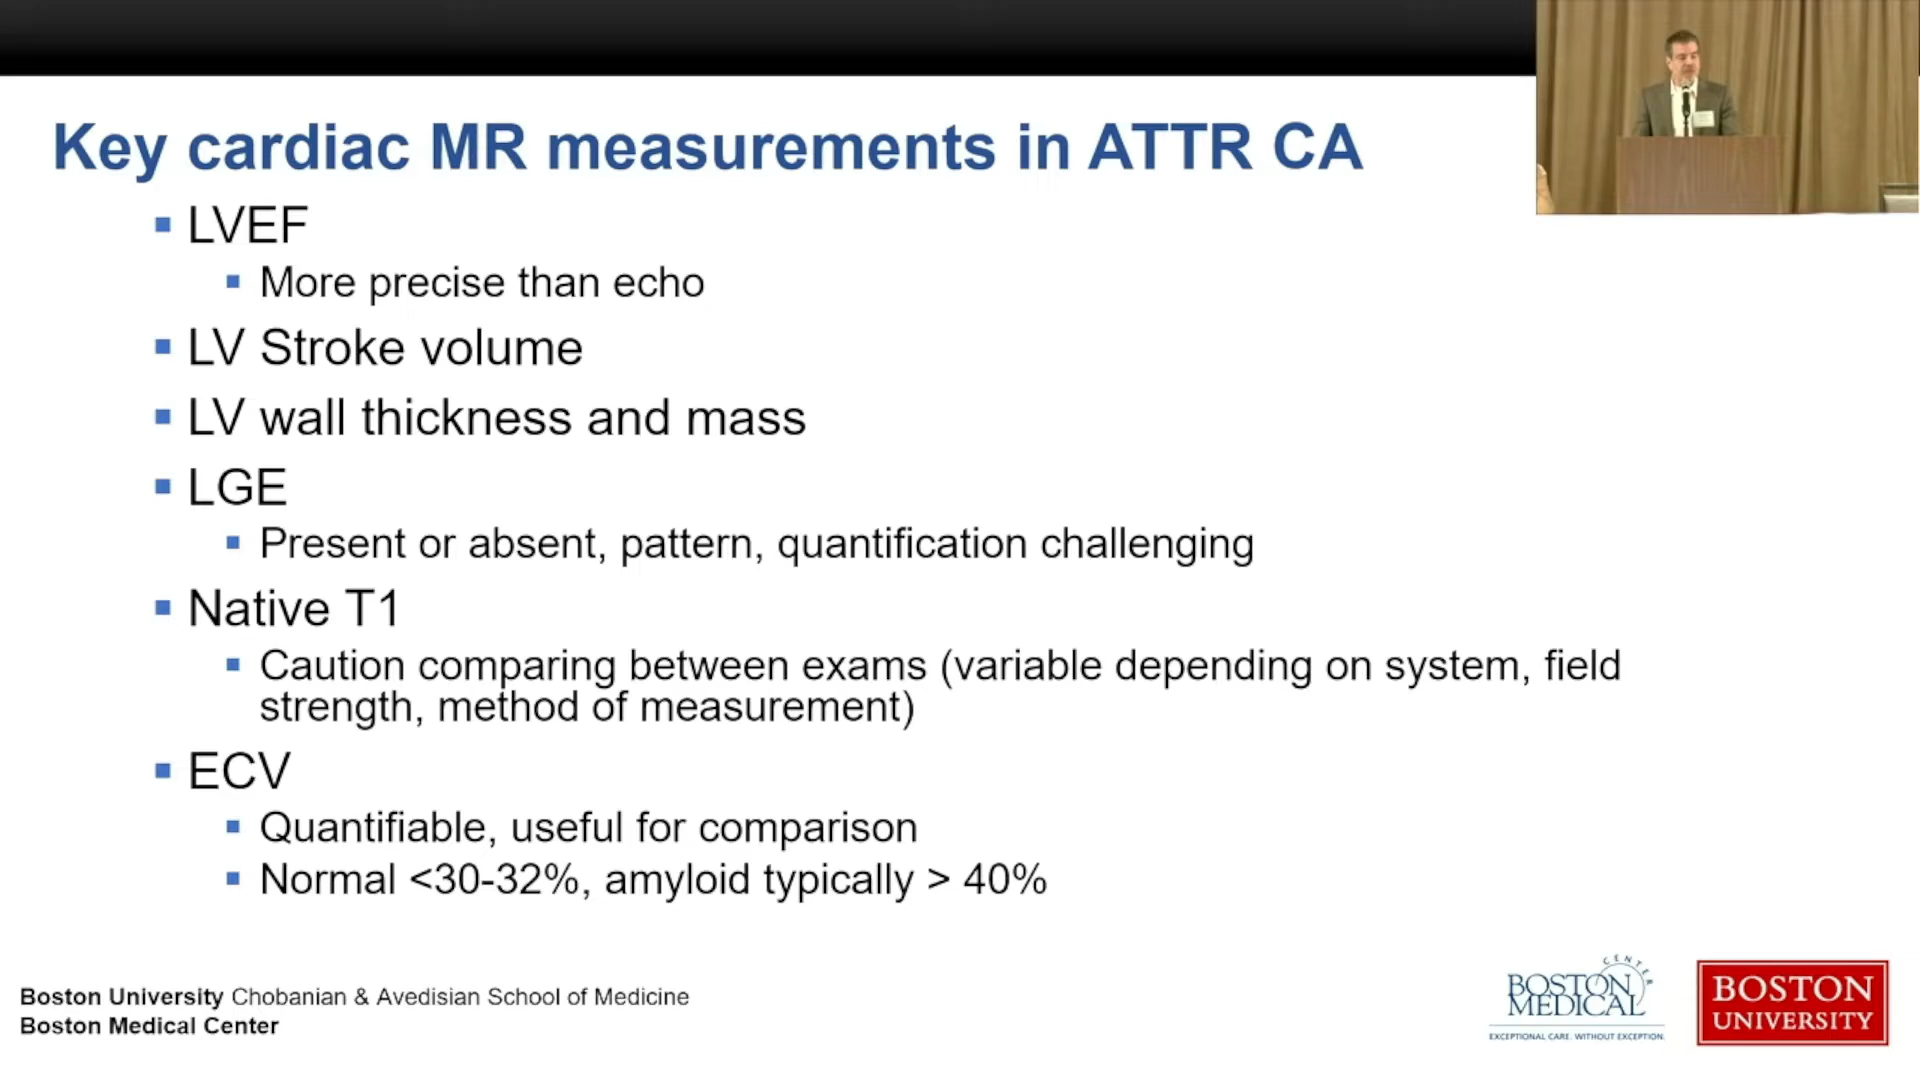 Key cardiac MR measurements in ATTR CA
LVEF
More precise than echo
LV Stroke volume
LV wall thickness and mass
LGE
Present or absent, pattern, quantification challenging
Native T1
Caution comparing between exams (variable depending on system, field
strength, method of measurement)
ECV
Quantifiable, useful for comparison
Normal <30-32%, amyloid typically > 40%
Boston University Chobanian & Avedisian School of Medicine
Boston Medical Center
BOSTON
MEDICAL
CENTER
EXCEPTIONAL CARE. WITHOUT EXCEPTION.
BOSTON
UNIVERSITY